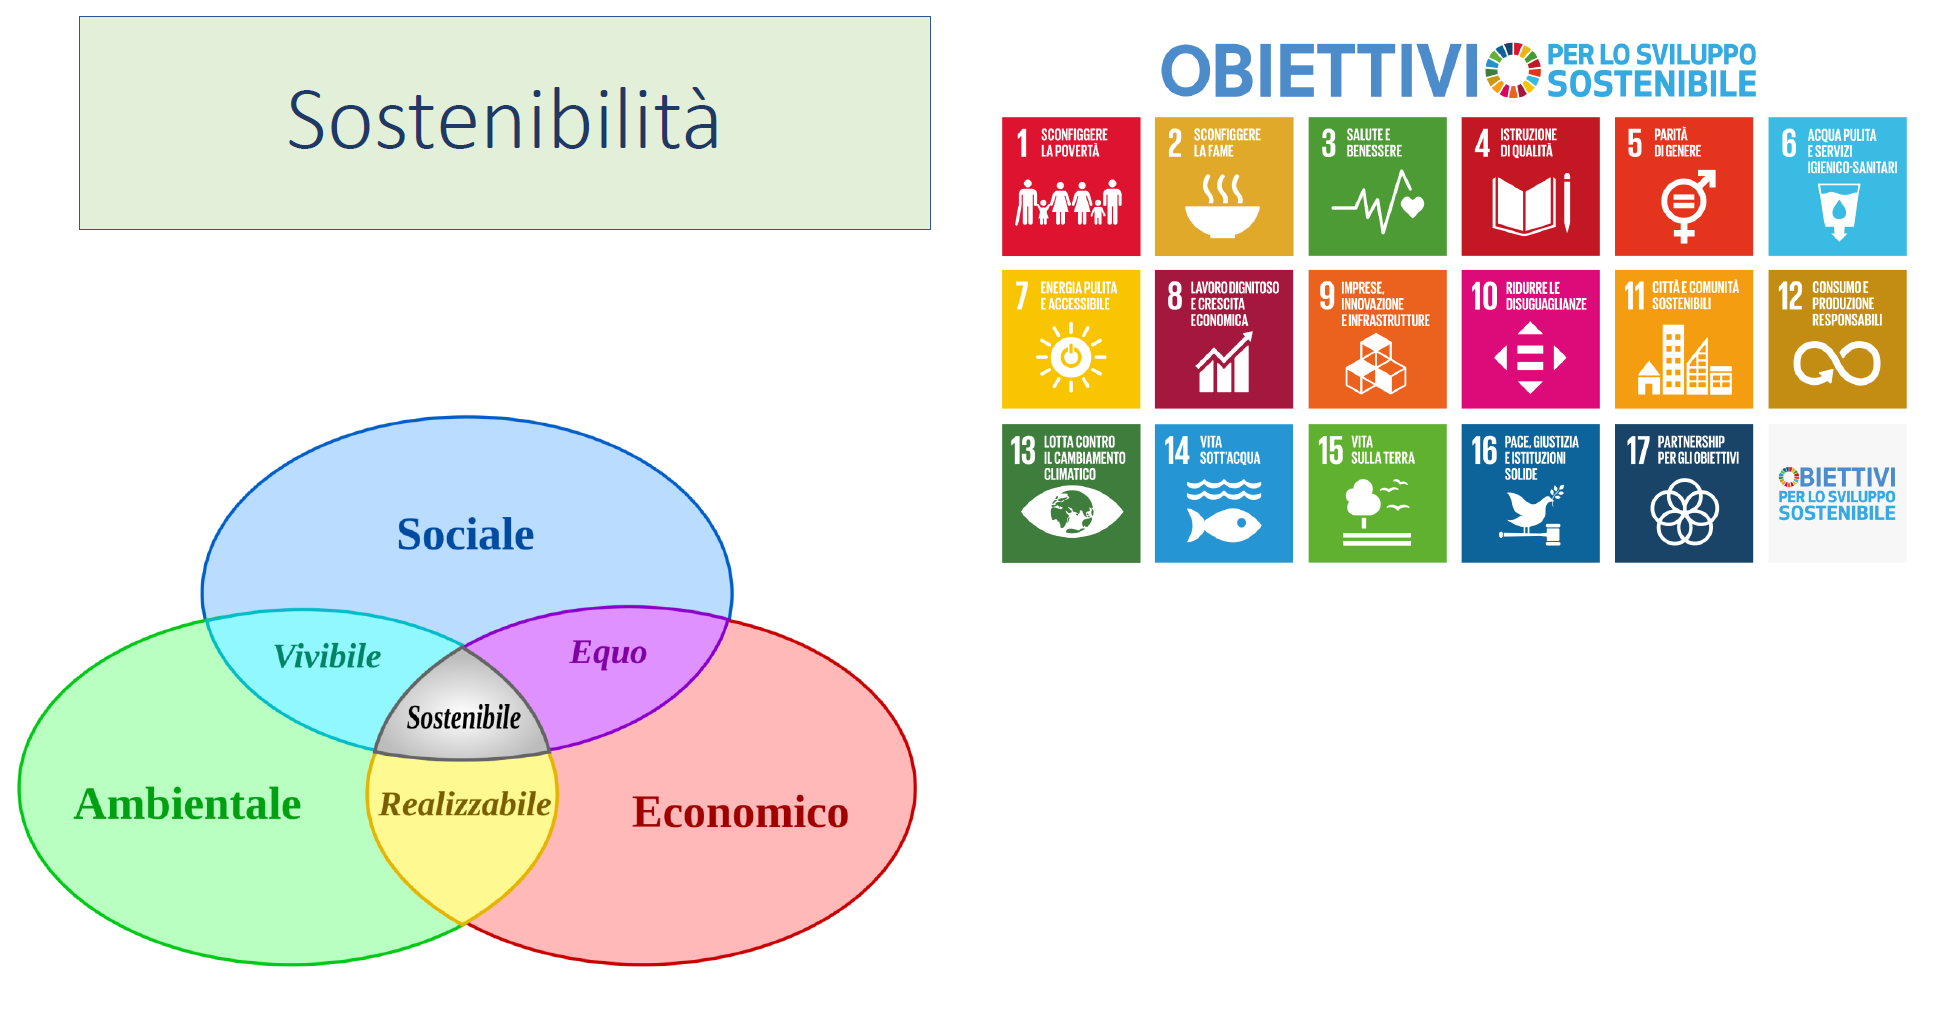 Sostenibilità
Sociale
Vivibile
Equo
Sostenibile
Ambientale
Realizzabile
Economico
OBIETTIVI
PER LO SVILUPPO
SOSTENIBILE
1 SCONFIGGERE
LA POVERTÀ
2 SCONFIGGERE
LA FAME
3 SALUTE E
BENESSERE
4 ISTRUZIONE
DI QUALITÀ
5 PARITÀ
DI GENERE
6 ACQUA PULITA
E SERVIZI
IGIENICO-SANITARI
7 ENERGIA PULITA
E ACCESSIBILE
8 LAVORO DIGNITOSO
E CRESCITA
ECONOMICA
9 IMPRESE,
INNOVAZIONE
E INFRASTRUTTURE
10 RIDURRE LE
DISUGUAGLIANZE
11 CITTÀ E COMUNITÀ
SOSTENIBILI
12 CONSUMO E
PRODUZIONE
RESPONSABILI
13 LOTTA CONTRO
IL CAMBIAMENTO
CLIMATICO
14 VITA
SOTT'ACQUA
15 VITA
SULLA TERRA
16 PACE, GIUSTIZIA
E ISTITUZIONI
SOLIDE
17 PARTNERSHIP
PER GLI OBIETTIVI
OBIETTIVI
PER LO SVILUPPO
SOSTENIBILE